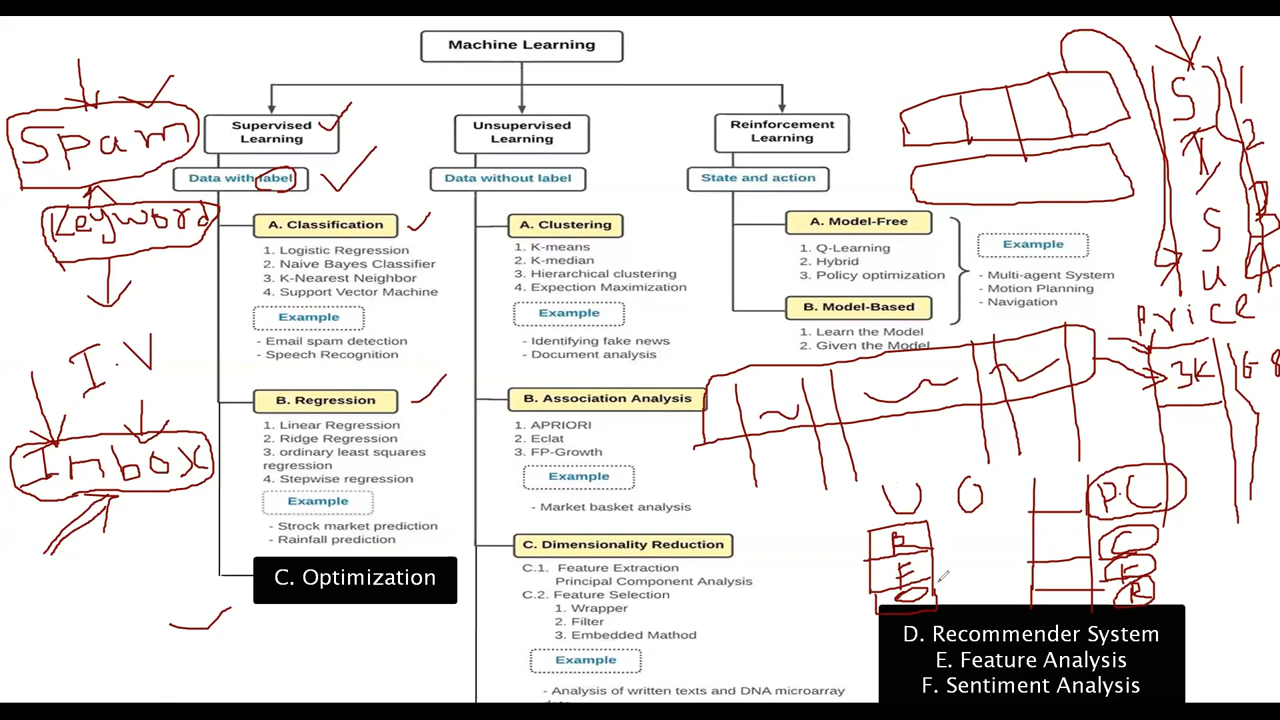 Machine Learning
Supervised
Learning
Unsupervised
Learning
Reinforcement
Learning
Data with label
Data without label
State and action
A. Classification
1. Logistic Regression
2. Naive Bayes Classifier
3. K-Nearest Neighbor
4. Support Vector Machine
Example
- Email spam detection
- Speech Recognition
B. Regression
1. Linear Regression
2. Ridge Regression
3. ordinary least squares
regression
4. Stepwise regression
Example
- Strock market prediction
- Rainfall prediction
C. Optimization
A. Clustering
1. K-means
2. K-median
3. Hierarchical clustering
4. Expection Maximization
Example
- Identifying fake news
- Document analysis
B. Association Analysis
1. APRIORI
2. Eclat
3. FP-Growth
Example
- Market basket analysis
C. Dimensionality Reduction
C.1. Feature Extraction
Principal Component Analysis
C.2. Feature Selection
1. Wrapper
2. Filter
3. Embedded Mathod
Example
- Analysis of written texts and DNA microarray
A. Model-Free
1. Q-Learning
2. Hybrid
3. Policy optimization
B. Model-Based
1. Learn the Model
2. Given the Model
Example
- Multi-agent System
- Motion Planning
- Navigation
D. Recommender System
E. Feature Analysis
F. Sentiment Analysis
Spam
Keyword
I.V
Inbox
Price
3K